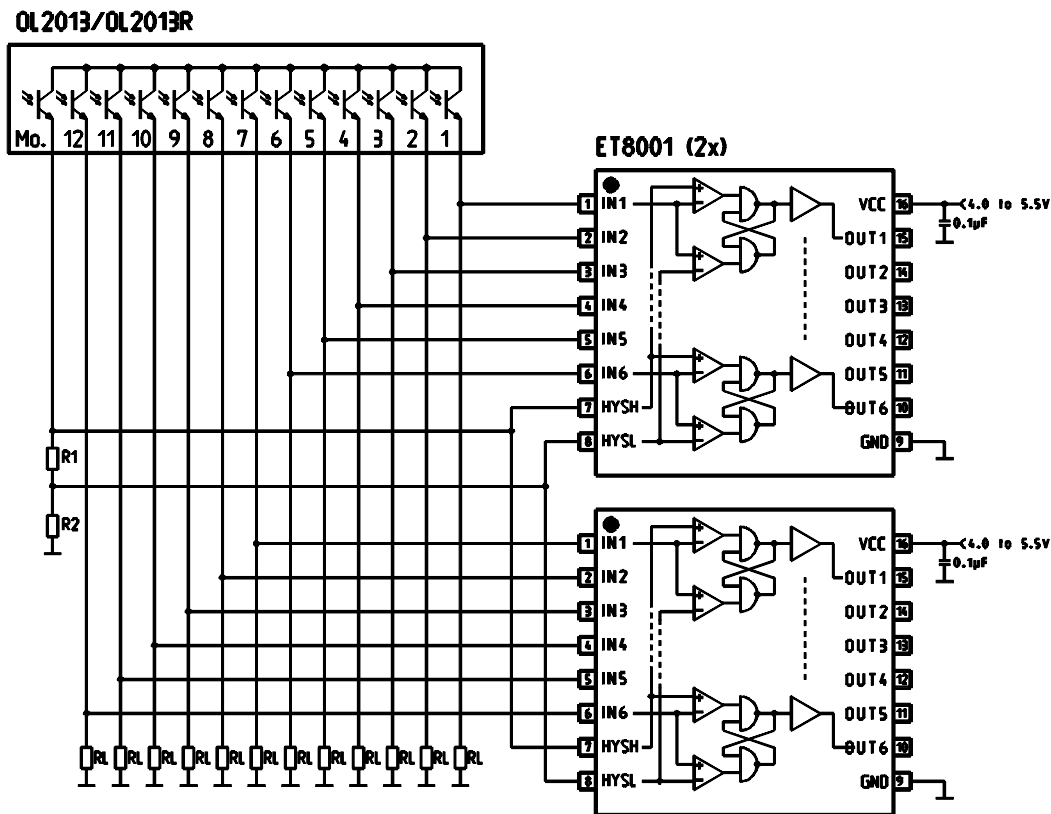 OL2013/OL2013R
Mo. 12 11 10 9 8 7 6 5 4 3 2 1
ET8001 (2x)
1 IN1 VCC 16 4.0 to 5.5V
0.1µF
2 IN2 OUT1 15
3 IN3 OUT2 14
4 IN4 OUT3 13
5 IN5 OUT4 12
6 IN6 OUT5 11
7 HYSH OUT6 10
8 HYSL GND 9
R1
R2
1 IN1 VCC 16 4.0 to 5.5V
0.1µF
2 IN2 OUT1 15
3 IN3 OUT2 14
4 IN4 OUT3 13
5 IN5 OUT4 12
6 IN6 OUT5 11
7 HYSH OUT6 10
8 HYSL GND 9
RL RL RL RL RL RL RL RL RL RL RL RL